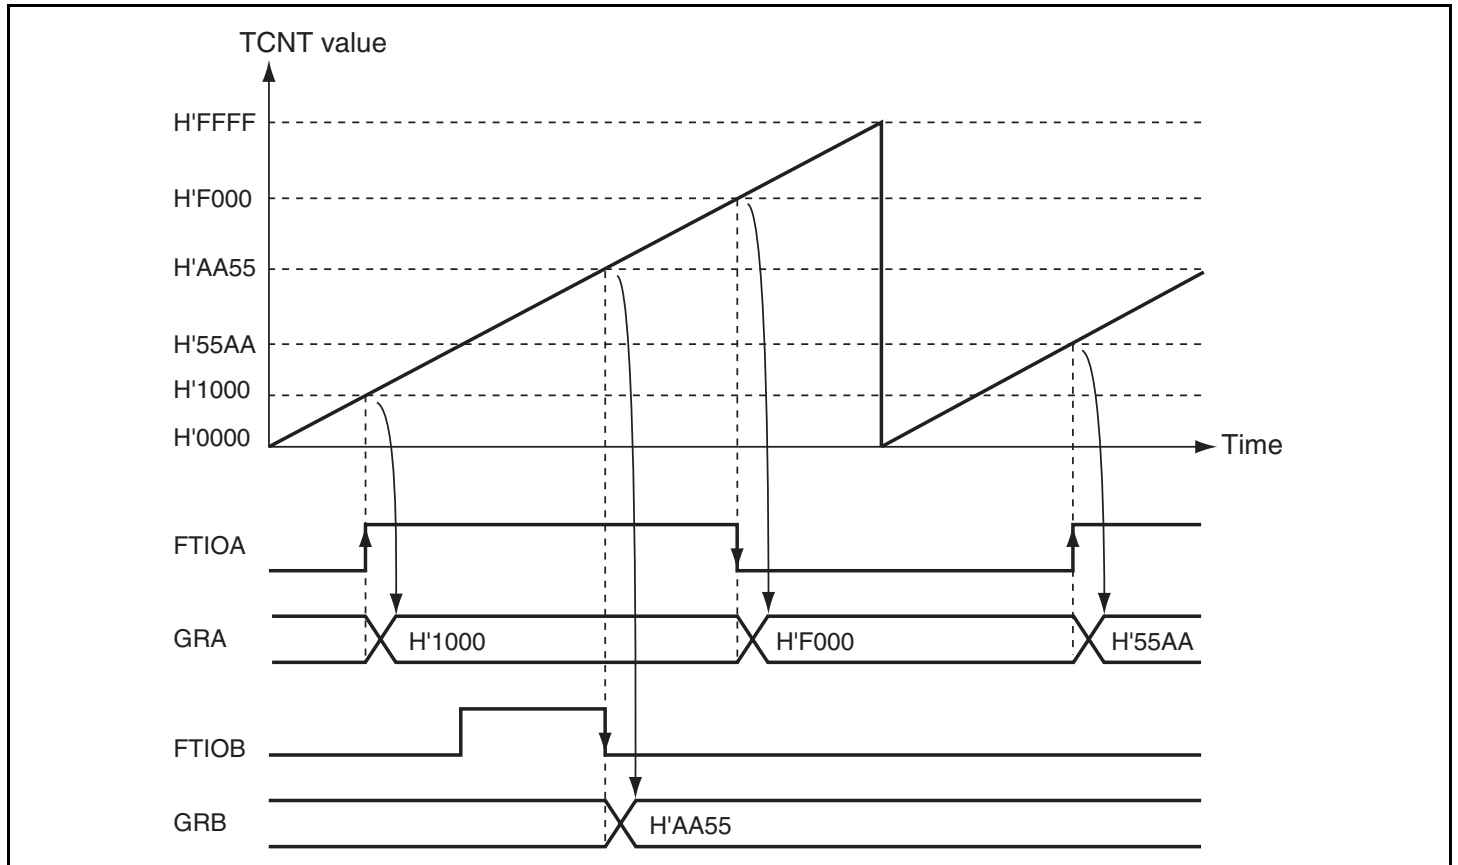 TCNT value
H'FFFF
H'F000
H'AA55
H'55AA
H'1000
H'0000
Time
FTIOA
GRA
H'1000
H'F000
H'55AA
FTIOB
GRB
H'AA55